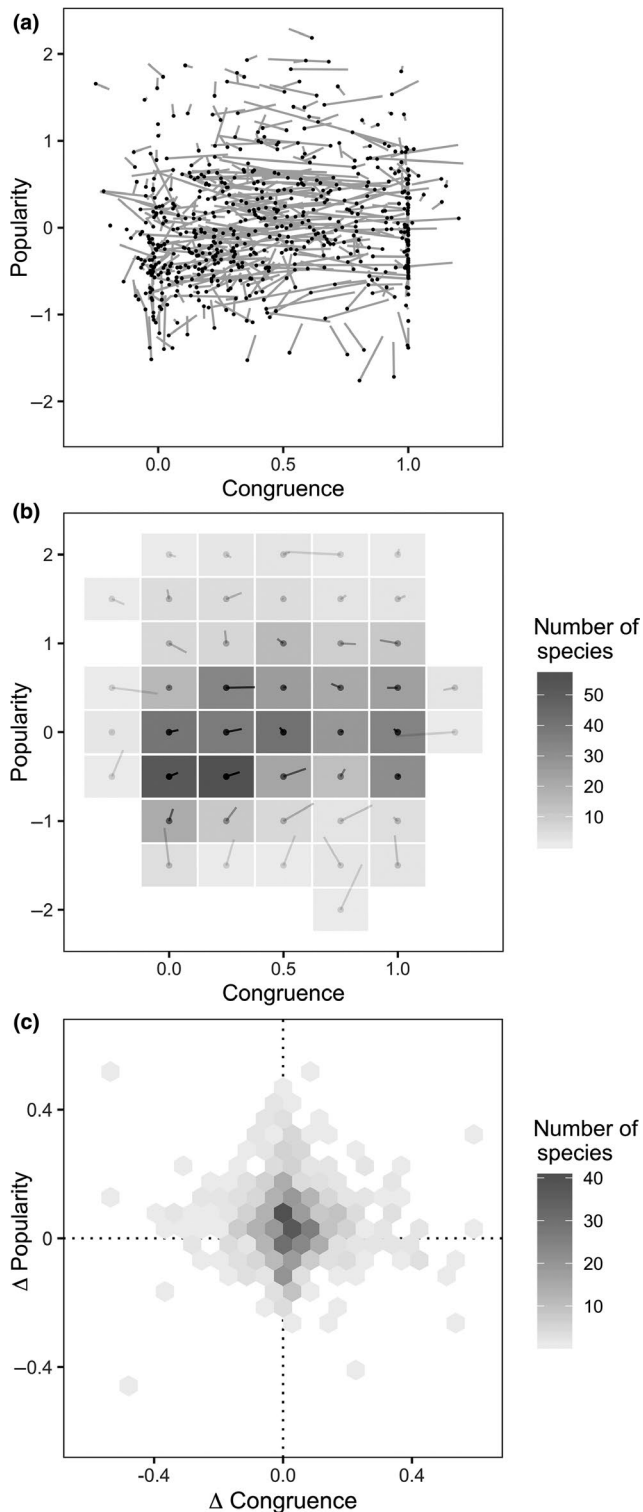 (a)
2
1
0
–1
–2
Popularity
0.0 0.5 1.0
Congruence
(b)
2
1
0
–1
–2
Popularity
0.0 0.5 1.0
Congruence
Number of
species
50
40
30
20
10
(c)
0.4
0
–0.4
Δ Popularity
-0.4 0.0 0.4
Δ Congruence
Number of
species
40
30
20
10